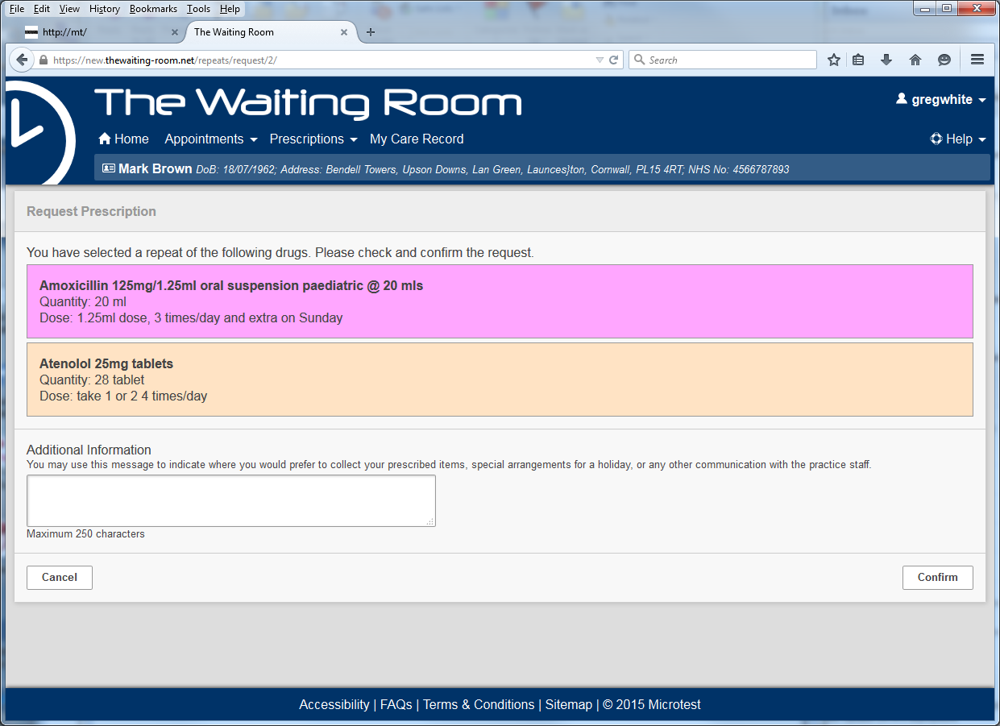 File Edit View History Bookmarks Tools Help
http://mt/
The Waiting Room
https://new.thewaiting-room.net/repeats/request/2/
Search
The Waiting Room
gregwhite
Home Appointments Prescriptions My Care Record
Help
Mark Brown DoB: 18/07/1962; Address: Bendell Towers, Upson Downs, Lan Green, Launces}ton, Cornwall, PL15 4RT; NHS No: 4566787893
Request Prescription
You have selected a repeat of the following drugs. Please check and confirm the request.
Amoxicillin 125mg/1.25ml oral suspension paediatric @ 20 mls
Quantity: 20 ml
Dose: 1.25ml dose, 3 times/day and extra on Sunday
Atenolol 25mg tablets
Quantity: 28 tablet
Dose: take 1 or 2 4 times/day
Additional Information
You may use this message to indicate where you would prefer to collect your prescribed items, special arrangements for a holiday, or any other communication with the practice staff.
Maximum 250 characters
Cancel
Confirm
Accessibility | FAQs | Terms & Conditions | Sitemap | © 2015 Microtest